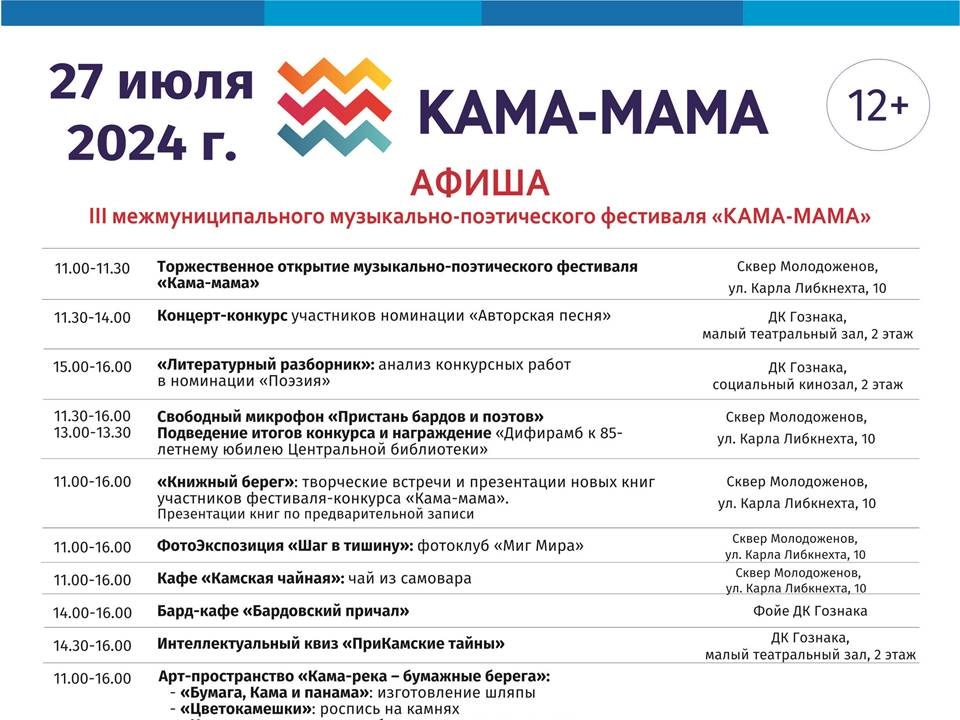 27 июля
2024 г.
КАМА-МАМА
12+
АФИША
III межмуниципального музыкально-поэтического фестиваля «КАМА-МАМА»
11.00-11.30 Торжественное открытие музыкально-поэтического фестиваля
«Кама-мама»
Сквер Молодоженов,
ул. Карла Либкнехта, 10
11.30-14.00 Концерт-конкурс участников номинации «Авторская песня»
ДК Гознака,
малый театральный зал, 2 этаж
15.00-16.00 «Литературный разборник»: анализ конкурсных работ
в номинации «Поэзия»
ДК Гознака,
социальный кинозал, 2 этаж
11.30-16.00 Свободный микрофон «Пристань бардов и поэтов»
13.00-13.30 Подведение итогов конкурса и награждение «Дифирамб к 85-
летнему юбилею Центральной библиотеки»
Сквер Молодоженов,
ул. Карла Либкнехта, 10
11.00-16.00 «Книжный берег»: творческие встречи и презентации новых книг
участников фестиваля-конкурса «Кама-мама».
Презентации книг по предварительной записи
Сквер Молодоженов,
ул. Карла Либкнехта, 10
11.00-16.00 ФотоЭкспозиция «Шаг в тишину»: фотоклуб «Миг Мира»
Сквер Молодоженов,
ул. Карла Либкнехта, 10
11.00-16.00 Кафе «Камская чайная»: чай из самовара
Сквер Молодоженов,
ул. Карла Либкнехта, 10
14.00-16.00 Бард-кафе «Бардовский причал»
Фойе ДК Гознака
14.30-16.00 Интеллектуальный квиз «ПриКамские тайны»
ДК Гознака,
малый театральный зал, 2 этаж
11.00-16.00 Арт-пространство «Кама-река – бумажные берега»:
- «Бумага, Кама и панама»: изготовление шляпы
- «Цветокамешки»: роспись на камнях